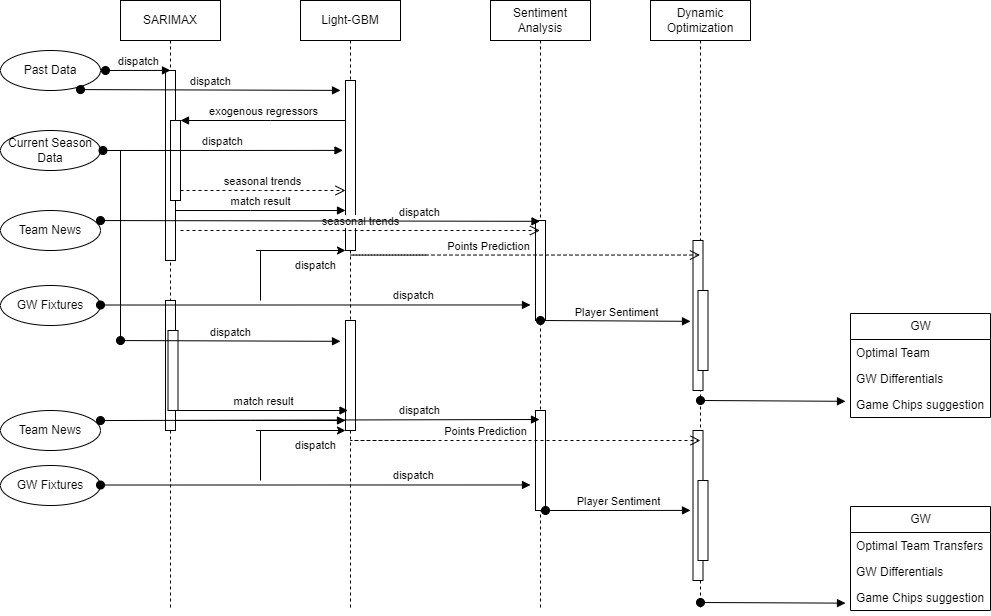 SARIMAX
Light-GBM
Sentiment
Analysis
Dynamic
Optimization
Past Data
dispatch
dispatch
exogenous regressors
Current Season
Data
dispatch
seasonal trends
match result
Team News
dispatch
seasonal trends
Points Prediction
dispatch
GW Fixtures
dispatch
Player Sentiment
dispatch
GW
Optimal Team
GW Differentials
Game Chips suggestion
match result
Team News
dispatch
Points Prediction
dispatch
GW Fixtures
dispatch
Player Sentiment
GW
Optimal Team Transfers
GW Differentials
Game Chips suggestion